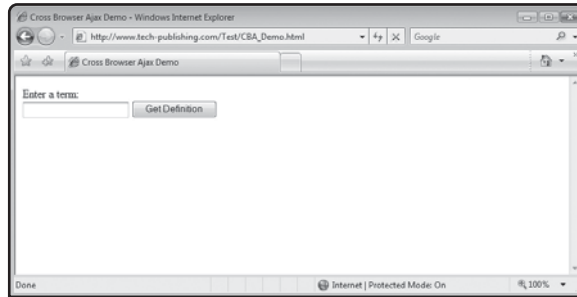 Cross Browser Ajax Demo - Windows Internet Explorer
http://www.tech-publishing.com/Test/CBA_Demo.html
Google
Cross Browser Ajax Demo
Enter a term:
Get Definition
Done
Internet | Protected Mode: On
100%